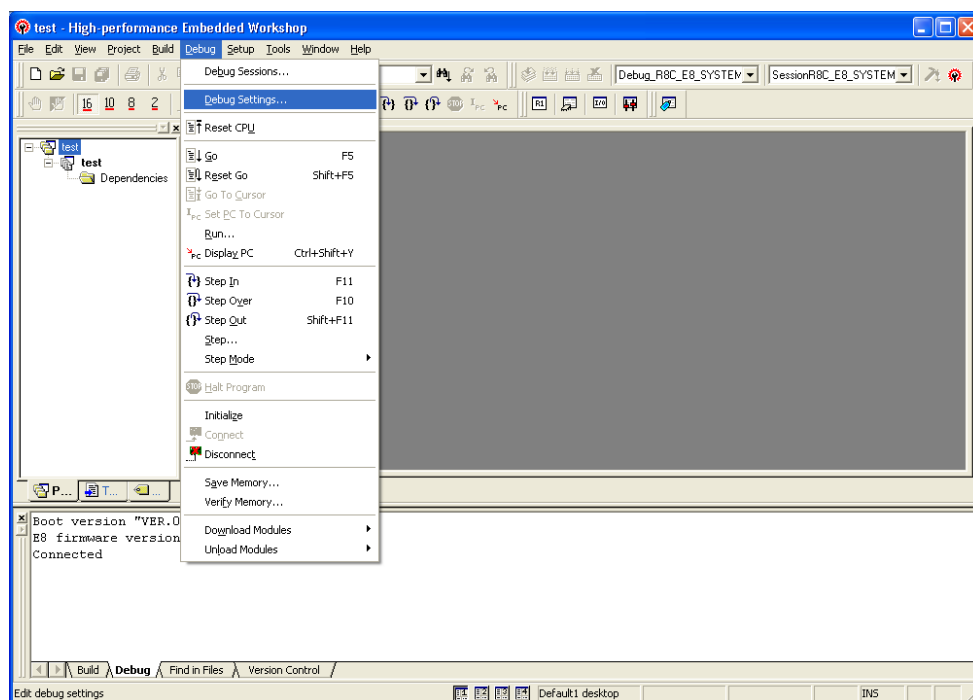 test - High-performance Embedded Workshop
File Edit View Project Build Debug Setup Tools Window Help
Debug_R8C_E8_SYSTEM SessionR8C_E8_SYSTEM
16 10 8 2
test
test
Dependencies
Debug Sessions...
Debug Settings...
Reset CPU
Go F5
Reset Go Shift+F5
Go To Cursor
Set PC To Cursor
Run...
Display PC Ctrl+Shift+Y
Step In F11
Step Over F10
Step Out Shift+F11
Step...
Step Mode
Halt Program
Initialize
Connect
Disconnect
Save Memory...
Verify Memory...
Download Modules
Unload Modules
P... T... ...
Boot version "VER.0
E8 firmware version
Connected
Build Debug Find in Files Version Control
Edit debug settings 1 2 3 4 Default1 desktop INS